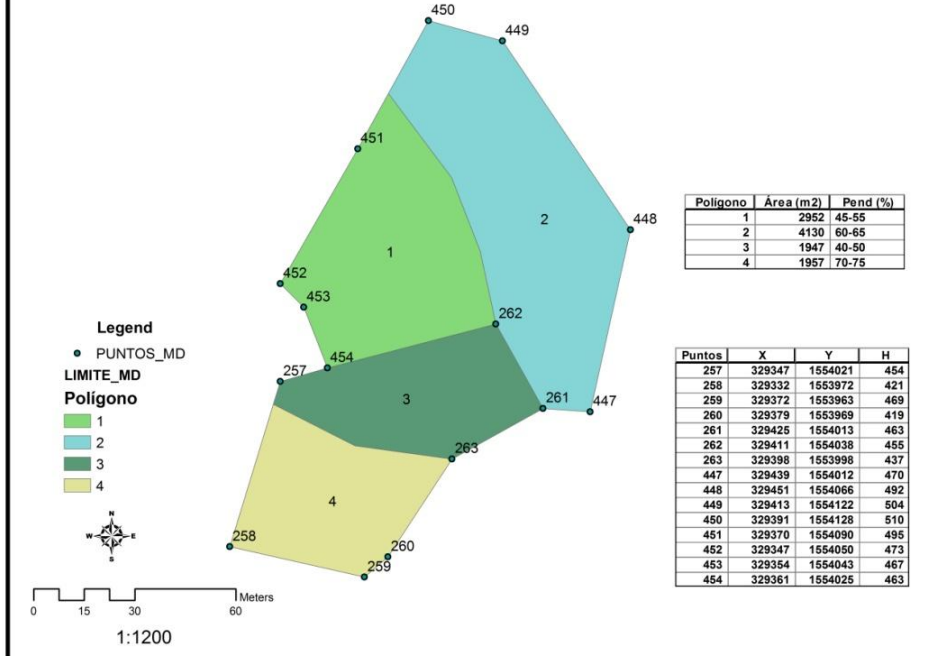 450
449
451
448
2
1
452
453
262
454
257
3
261
447
263
4
258
260
259
Legend
PUNTOS_MD
LIMITE_MD
Polígono
1
2
3
4
N
W E
S
Meters
0 15 30 60
1:1200
Polígono Área (m2) Pend (%)
1 2952 45-55
2 4130 60-65
3 1947 40-50
4 1957 70-75
Puntos X Y H
257 329347 1554021 454
258 329332 1553972 421
259 329372 1553963 469
260 329379 1553969 419
261 329425 1554013 463
262 329411 1554038 455
263 329398 1553998 437
447 329439 1554012 470
448 329451 1554066 492
449 329413 1554122 504
450 329391 1554128 510
451 329370 1554090 495
452 329347 1554050 473
453 329354 1554043 467
454 329361 1554025 463